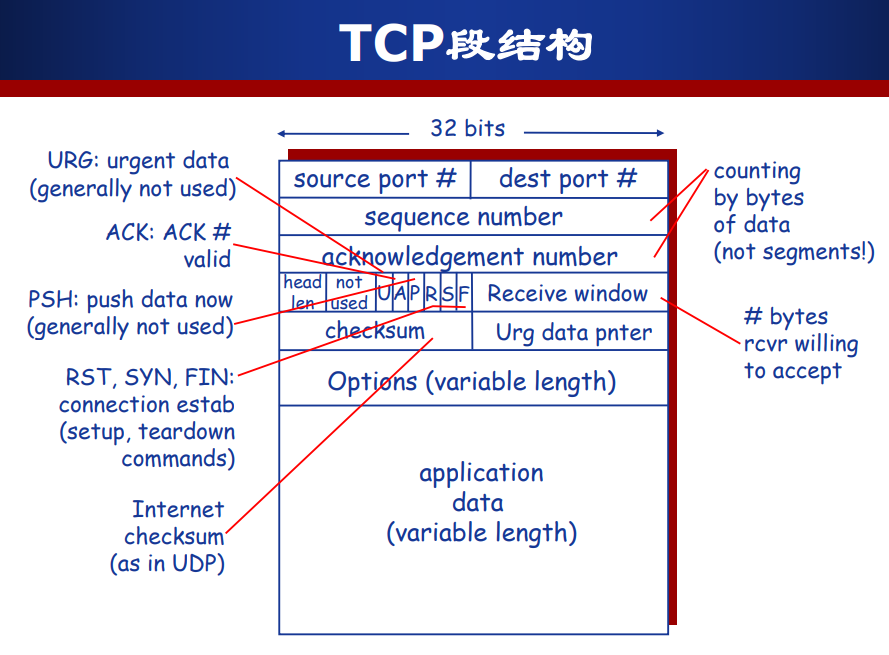 TCP段结构
32 bits
URG: urgent data
(generally not used)
ACK: ACK #
valid
PSH: push data now
(generally not used)
RST, SYN, FIN:
connection estab
(setup, teardown
commands)
Internet
checksum
(as in UDP)
source port #
dest port #
sequence number
acknowledgement number
head
len
not
used
U
A
P
R
S
F
Receive window
checksum
Urg data pnter
Options (variable length)
application
data
(variable length)
counting
by bytes
of data
(not segments!)
# bytes
rcvr willing
to accept